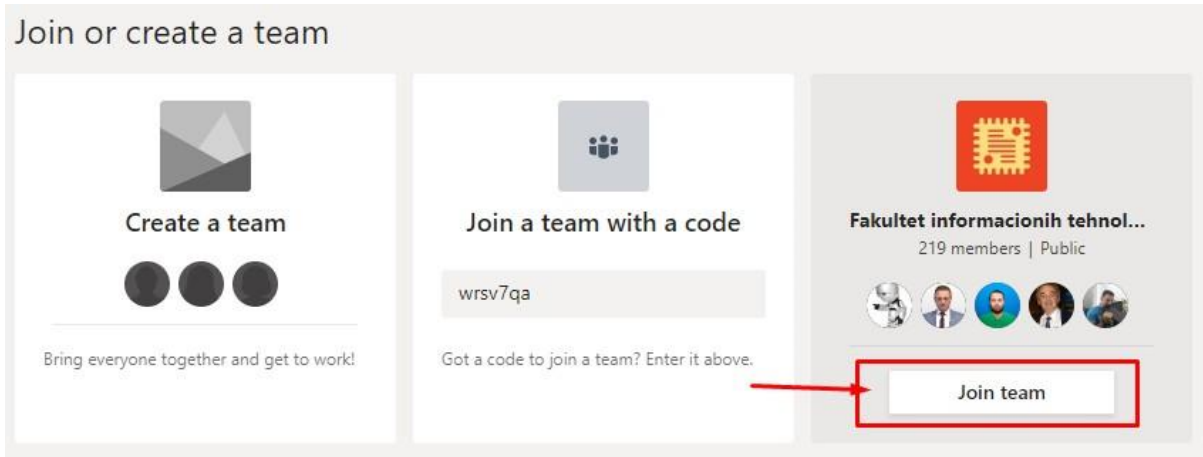 Join or create a team
Create a team
Bring everyone together and get to work!
Join a team with a code
wrsv7qa
Got a code to join a team? Enter it above.
Fakultet informacionih tehnol...
219 members | Public
Join team